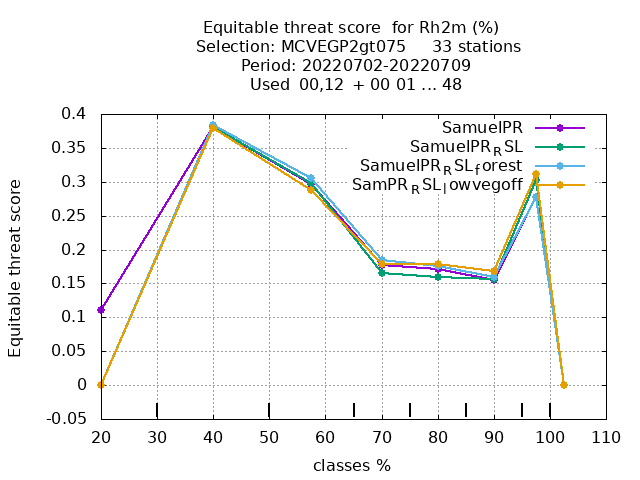 Equitable threat score  for Rh2m (%)
Selection: MCVEGP2gt075     33 stations
Period: 20220702-20220709
Used  00,12  + 00 01 ... 48
Equitable threat score
0.4
0.35
0.3
0.25
0.2
0.15
0.1
0.05
0
-0.05
SamuelPR
SamuelPR_RSL
SamuelPR_RSL_forest
SamPR_RSL_lowvegoff
20 30 40 50 60 70 80 90 100 110
classes %